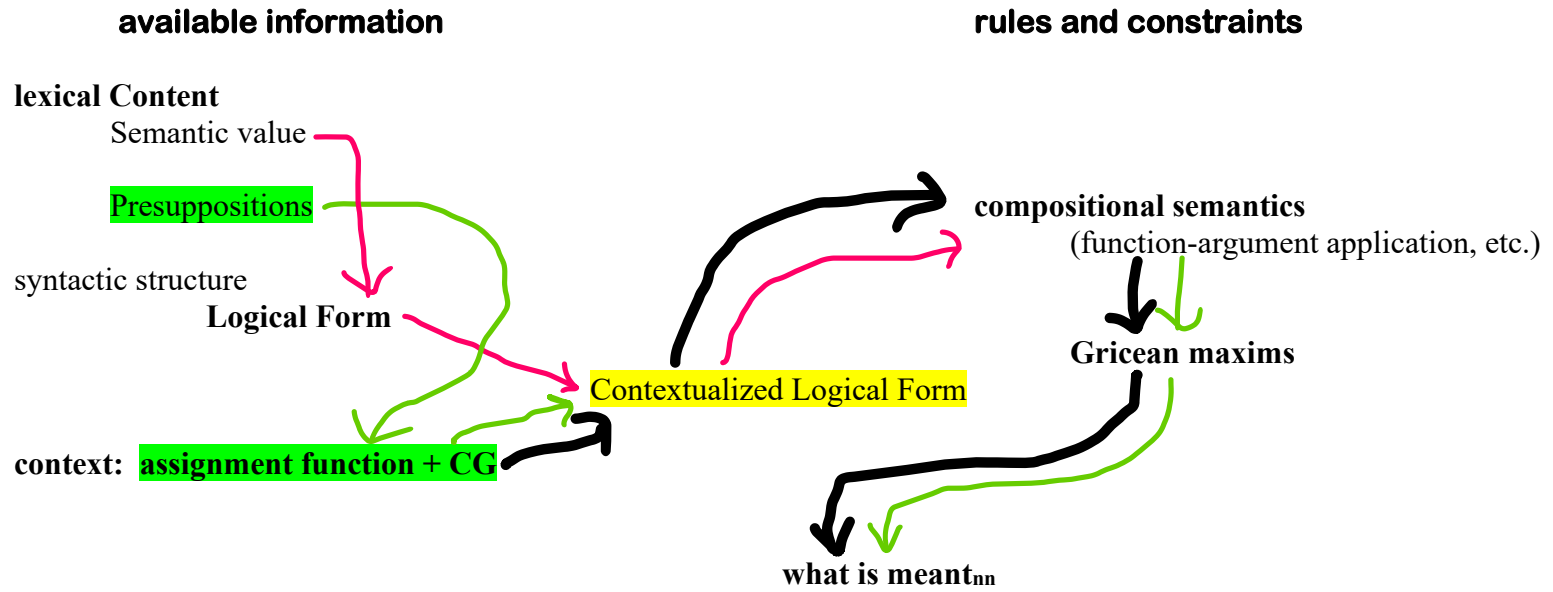 available information
rules and constraints
lexical Content
Semantic value
Presuppositions
compositional semantics
(function-argument application, etc.)
syntactic structure
Logical Form
Gricean maxims
Contextualized Logical Form
context: assignment function + CG
what is meantnn